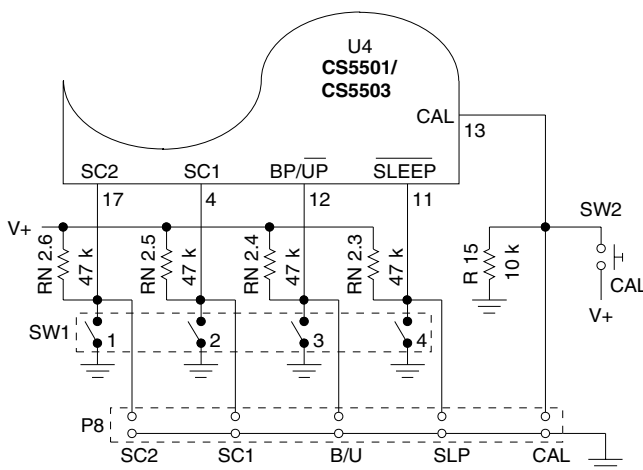 U4
CS5501/
CS5503
CAL
13
SC2 SC1 BP/UP SLEEP
17 4 12 11
V+
RN 2.6 47 k RN 2.5 47 k RN 2.4 47 k RN 2.3 47 k
R 15 10 k
SW2
CAL
V+
SW1 1 2 3 4
P8
SC2 SC1 B/U SLP CAL